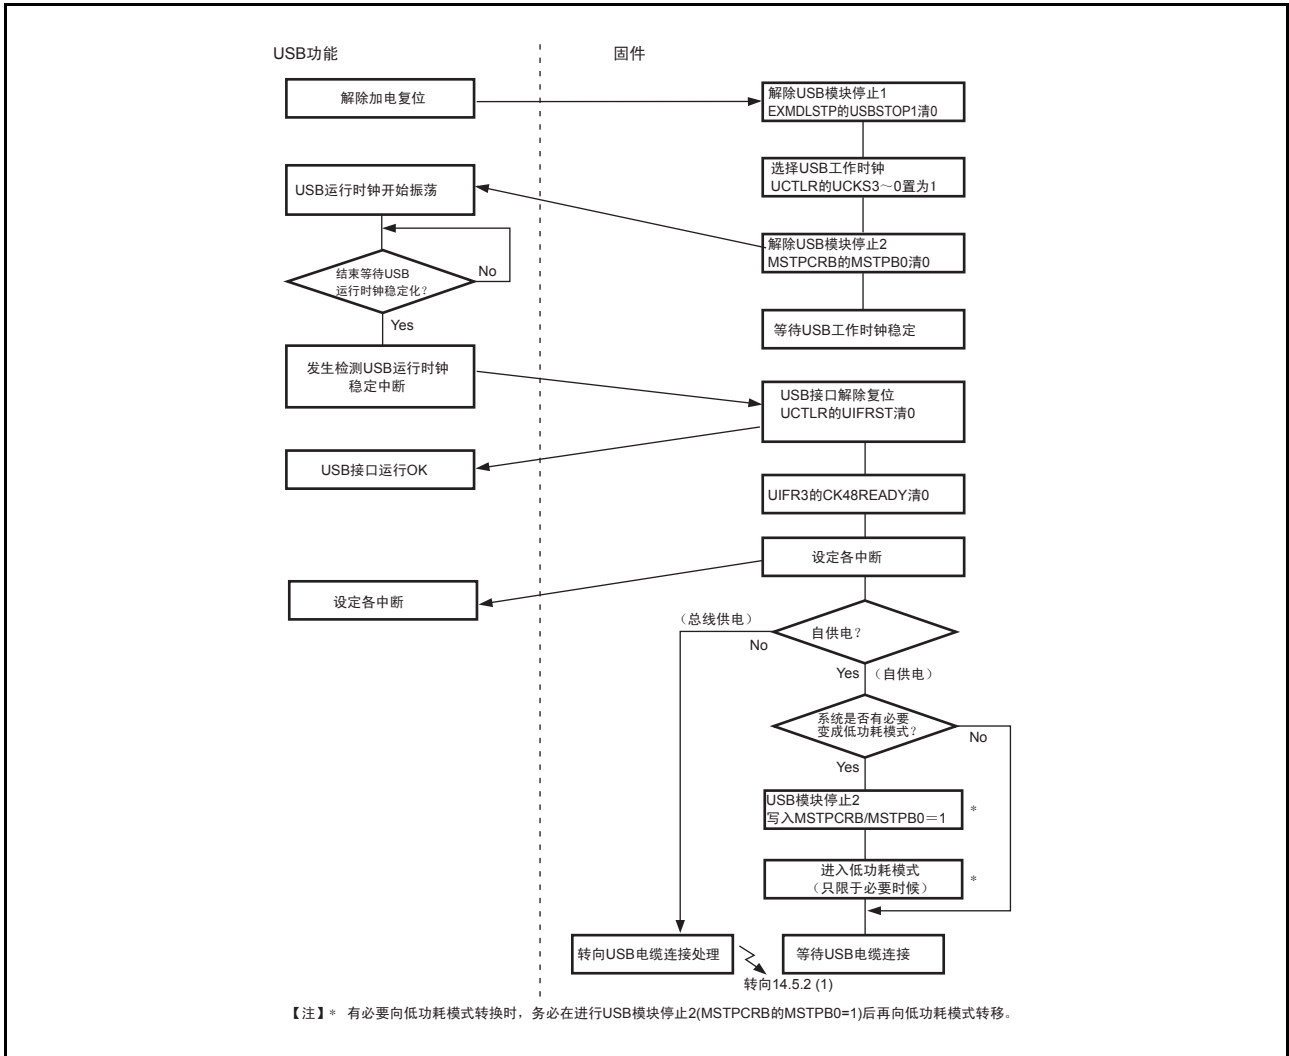 USB功能
固件
解除加电复位
解除USB模块停止1
EXMDLSTP的USBSTOP1清0
选择USB工作时钟
UCTLR的UCKS3～0置为1
USB运行时钟开始振荡
解除USB模块停止2
MSTPCRB的MSTPB0清0
结束等待USB
运行时钟稳定化？
No
Yes
等待USB工作时钟稳定
发生检测USB运行时钟
稳定中断
USB接口解除复位
UCTLR的UIFRST清0
USB接口运行OK
UIFR3的CK48READY清0
设定各中断
设定各中断
（总线供电）
自供电？
No
Yes
（自供电）
系统是否有必要
变成低功耗模式？
No
Yes
USB模块停止2
写入MSTPCRB/MSTPB0＝1
*
进入低功耗模式
（只限于必要时候）
*
转向USB电缆连接处理
等待USB电缆连接
转向14.5.2 (1)
【注】* 有必要向低功耗模式转换时，务必在进行USB模块停止2(MSTPCRB的MSTPB0=1)后再向低功耗模式转移。